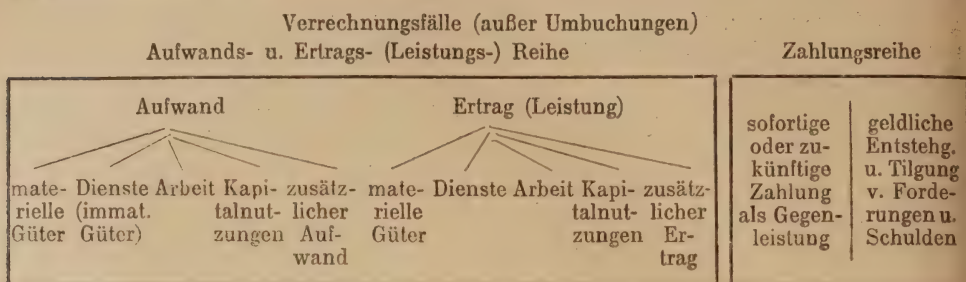 Verrechnungsfälle (außer Umbuchungen)
Aufwands- u. Ertrags- (Leistungs-) Reihe
Zahlungsreihe
Aufwand
Ertrag (Leistung)
mate- Dienste Arbeit Kapi- zusätz-
rielle (immat. talnut- licher
Güter Güter) zungen Auf-
wand
mate- Dienste Arbeit Kapi- zusätz-
rielle talnut- licher
Güter zungen Er-
trag
sofortige
oder zu-
künftige
Zahlung
als Gegen-
leistung
geldliche
Entstehg.
u. Tilgung
v. Forde-
rungen u.
Schulden